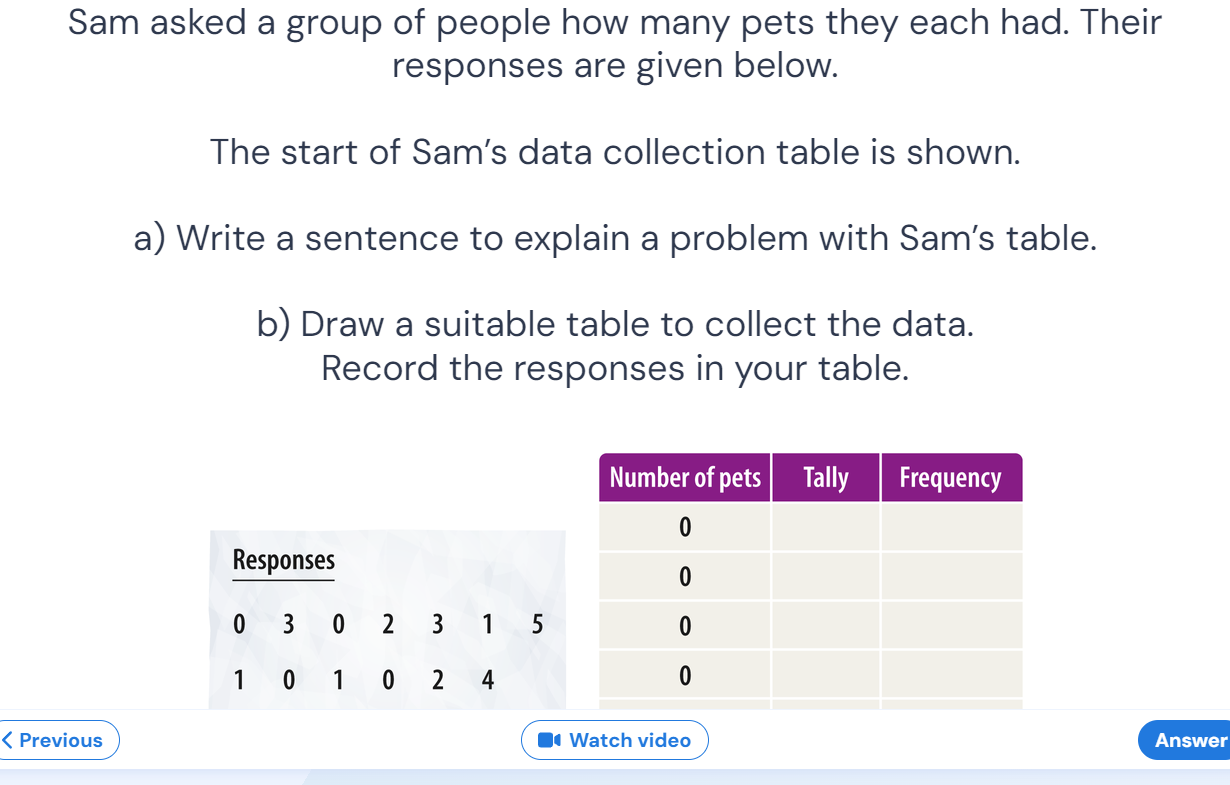 Sam asked a group of people how many pets they each had. Their
responses are given below.
The start of Sam's data collection table is shown.
a) Write a sentence to explain a problem with Sam's table.
b) Draw a suitable table to collect the data.
Record the responses in your table.
Responses
0 3 0 2 3 1 5
1 0 1 0 2 4
Number of pets Tally Frequency
0
0
0
0
Previous
Watch video
Answer